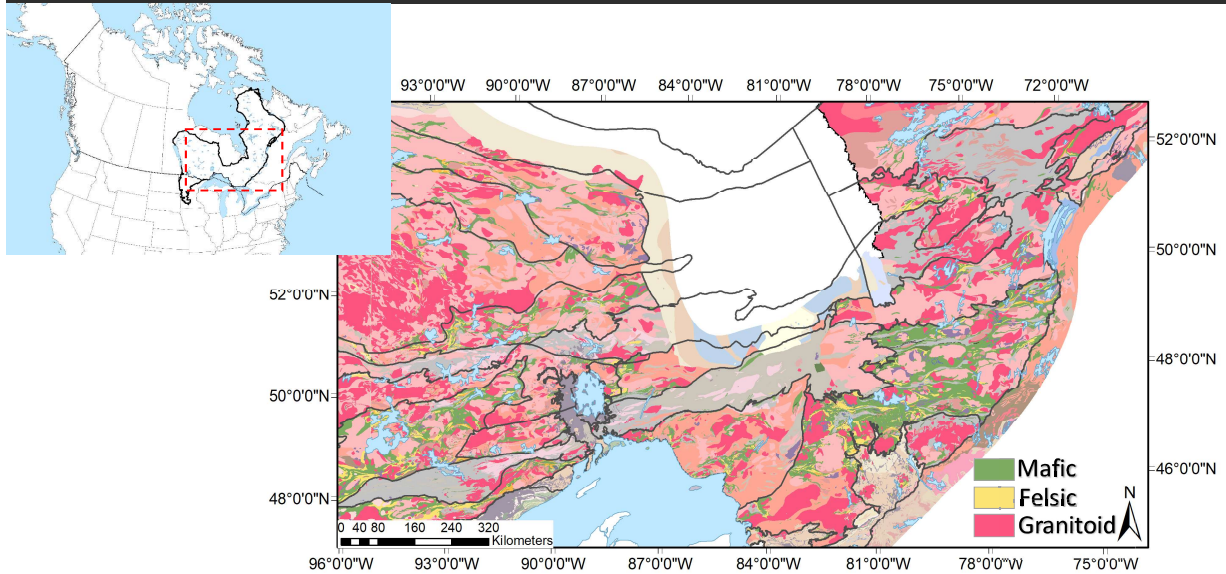 93°0'0"W 90°0'0"W 87°0'0"W 84°0'0"W 81°0'0"W 78°0'0"W 75°0'0"W 72°0'0"W
52°0'0"N
50°0'0"N
52°0'0"N
48°0'0"N
50°0'0"N
46°0'0"N
48°0'0"N
Mafic
Felsic
Granitoid
N
0 40 80 160 240 320
Kilometers
96°0'0"W 93°0'0"W 90°0'0"W 87°0'0"W 84°0'0"W 81°0'0"W 78°0'0"W 75°0'0"W